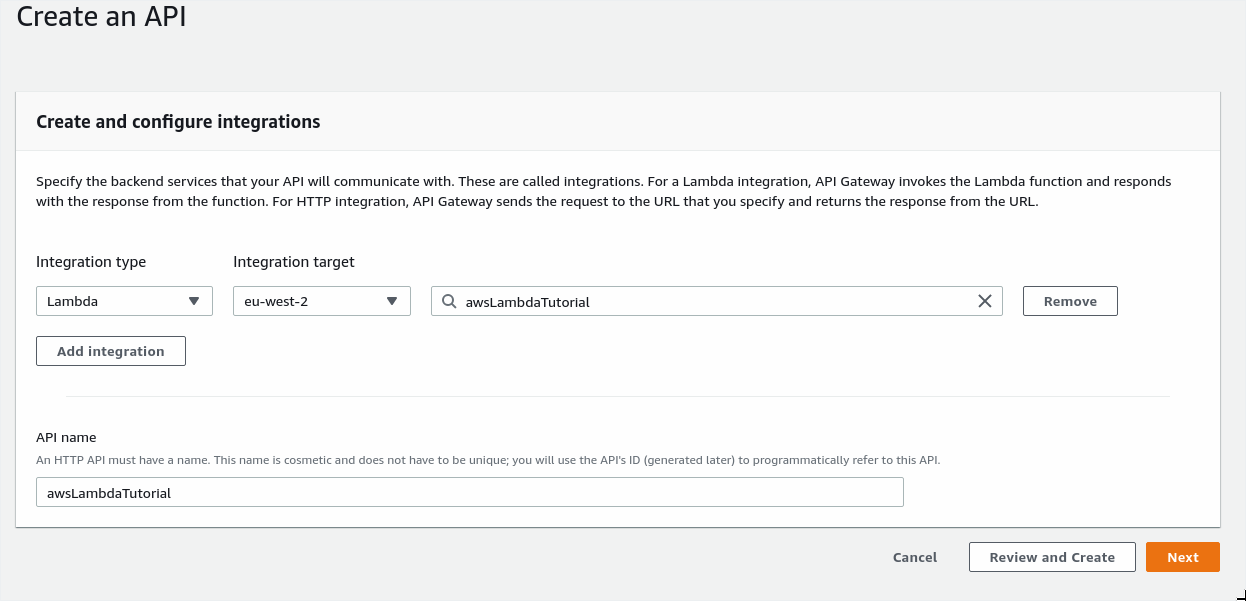 Create an API
Create and configure integrations
Specify the backend services that your API will communicate with. These are called integrations. For a Lambda integration, API Gateway invokes the Lambda function and responds
with the response from the function. For HTTP integration, API Gateway sends the request to the URL that you specify and returns the response from the URL.
Integration type Integration target
Lambda eu-west-2 awsLambdaTutorial Remove
Add integration
API name
An HTTP API must have a name. This name is cosmetic and does not have to be unique; you will use the API's ID (generated later) to programmatically refer to this API.
awsLambdaTutorial
Cancel Review and Create Next